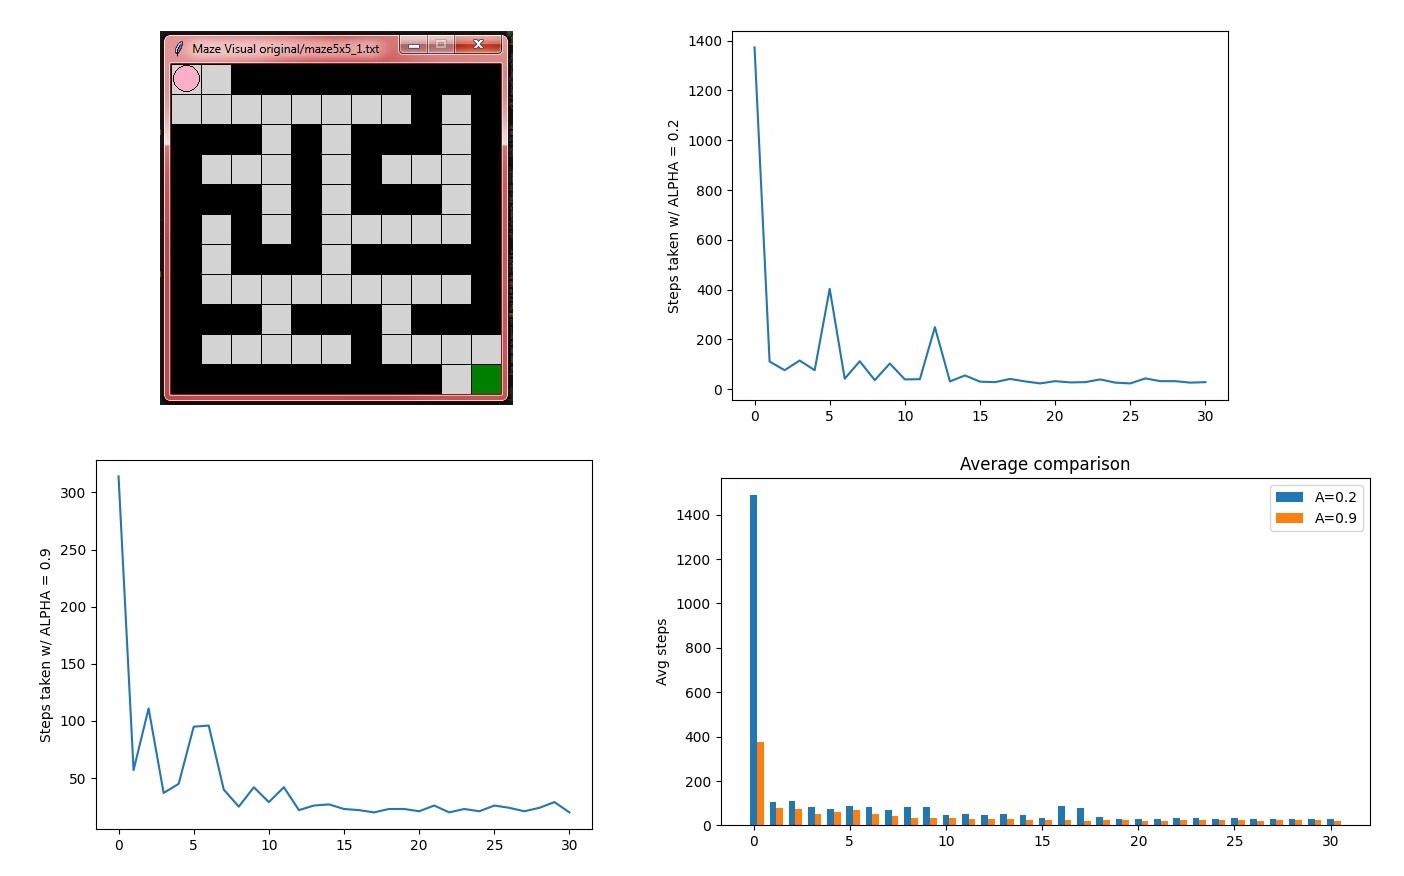 Maze Visual original/maze5x5_1.txt
Steps taken w/ ALPHA = 0.2
1400
1200
1000
800
600
400
200
0
0 5 10 15 20 25 30
Steps taken w/ ALPHA = 0.9
300
250
200
150
100
50
0 5 10 15 20 25 30
Average comparison
A=0.2
A=0.9
Avg steps
1400
1200
1000
800
600
400
200
0
0 5 10 15 20 25 30